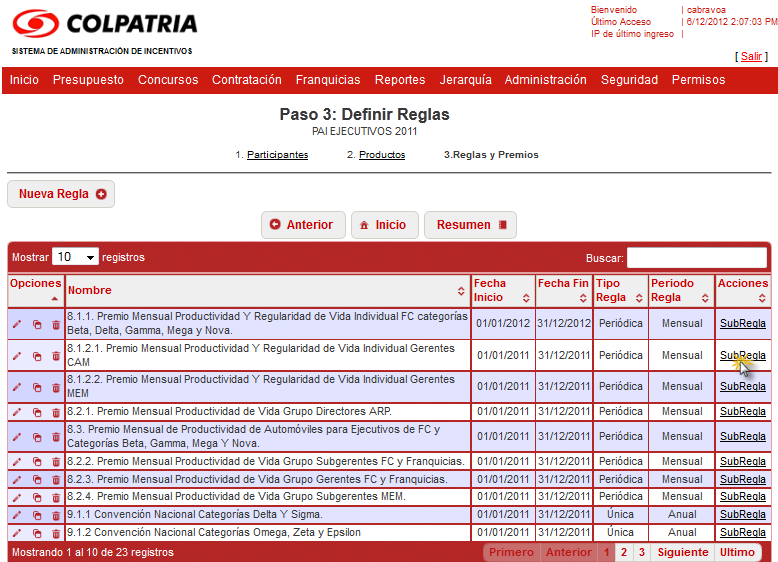 COLPATRIA
SISTEMA DE ADMINISTRACIÓN DE INCENTIVOS
Bienvenido | cabravoa
Último Acceso | 6/12/2012 2:07:03 PM
IP de último ingreso |
[ Salir ]
Inicio Presupuesto Concursos Contratación Franquicias Reportes Jerarquía Administración Seguridad Permisos
Paso 3: Definir Reglas
PAI EJECUTIVOS 2011
1. Participantes 2. Productos 3.Reglas y Premios
Nueva Regla
Anterior Inicio Resumen
Mostrar 10 registros Buscar:
Opciones Nombre Fecha Inicio Fecha Fin Tipo Regla Periodo Regla Acciones
8.1.1. Premio Mensual Productividad Y Regularidad de Vida Individual FC categorías
Beta, Delta, Gamma, Mega y Nova. 01/01/2012 31/12/2012 Periódica Mensual SubRegla
8.1.2.1. Premio Mensual Productividad Y Regularidad de Vida Individual Gerentes
CAM 01/01/2011 31/12/2011 Periódica Mensual SubRegla
8.1.2.2. Premio Mensual Productividad Y Regularidad de Vida Individual Gerentes
MEM 01/01/2011 31/12/2011 Periódica Mensual SubRegla
8.2.1. Premio Mensual Productividad de Vida Grupo Directores ARP. 01/01/2011 31/12/2011 Periódica Mensual SubRegla
8.3. Premio Mensual de Productividad de Automóviles para Ejecutivos de FC y
Categorías Beta, Gamma, Mega Y Nova. 01/01/2011 31/12/2011 Periódica Mensual SubRegla
8.2.2. Premio Mensual Productividad de Vida Grupo Subgerentes FC y Franquicias. 01/01/2011 31/12/2011 Periódica Mensual SubRegla
8.2.3. Premio Mensual Productividad de Vida Grupo Gerentes FC y Franquicias. 01/01/2011 31/12/2011 Periódica Mensual SubRegla
8.2.4. Premio Mensual Productividad de Vida Grupo Subgerentes MEM. 01/01/2011 31/12/2011 Periódica Mensual SubRegla
9.1.1 Convención Nacional Categorías Delta Y Sigma. 01/01/2011 31/12/2011 Única Anual SubRegla
9.1.2 Convención Nacional Categorías Omega, Zeta y Epsilon 01/01/2011 31/12/2011 Única Anual SubRegla
Mostrando 1 al 10 de 23 registros Primero Anterior 1 2 3 Siguiente Ultimo